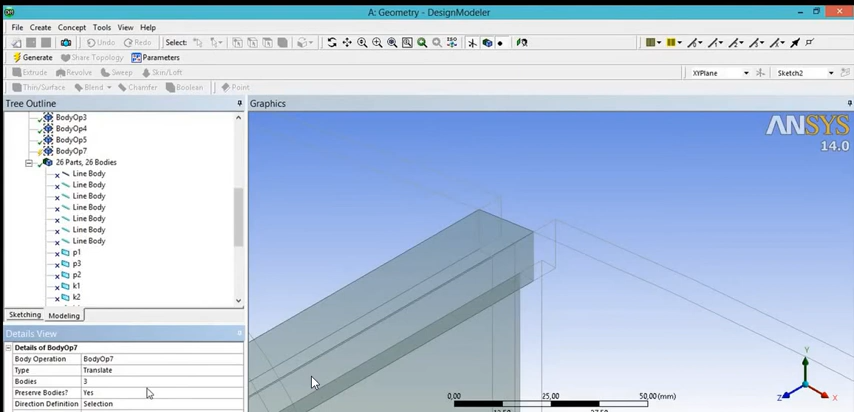 A: Geometry - DesignModeler
File Create Concept Tools View Help
Undo Redo Select:
Generate Share Topology Parameters
Extrude Revolve Sweep Skin/Loft XYPlane Sketch2
Thin/Surface Blend Chamfer Boolean Point
Tree Outline Graphics
BodyOp3
BodyOp4
BodyOp5
BodyOp7
26 Parts, 26 Bodies
Line Body
Line Body
Line Body
Line Body
Line Body
Line Body
Line Body
p1
p3
p2
k1
k2
ANSYS
14.0
Sketching Modeling
Details View
Details of BodyOp7
Body Operation BodyOp7
Type Translate
Bodies 3
Preserve Bodies? Yes
Direction Definition Selection
0,00 25,00 50,00 (mm)
Y
Z X